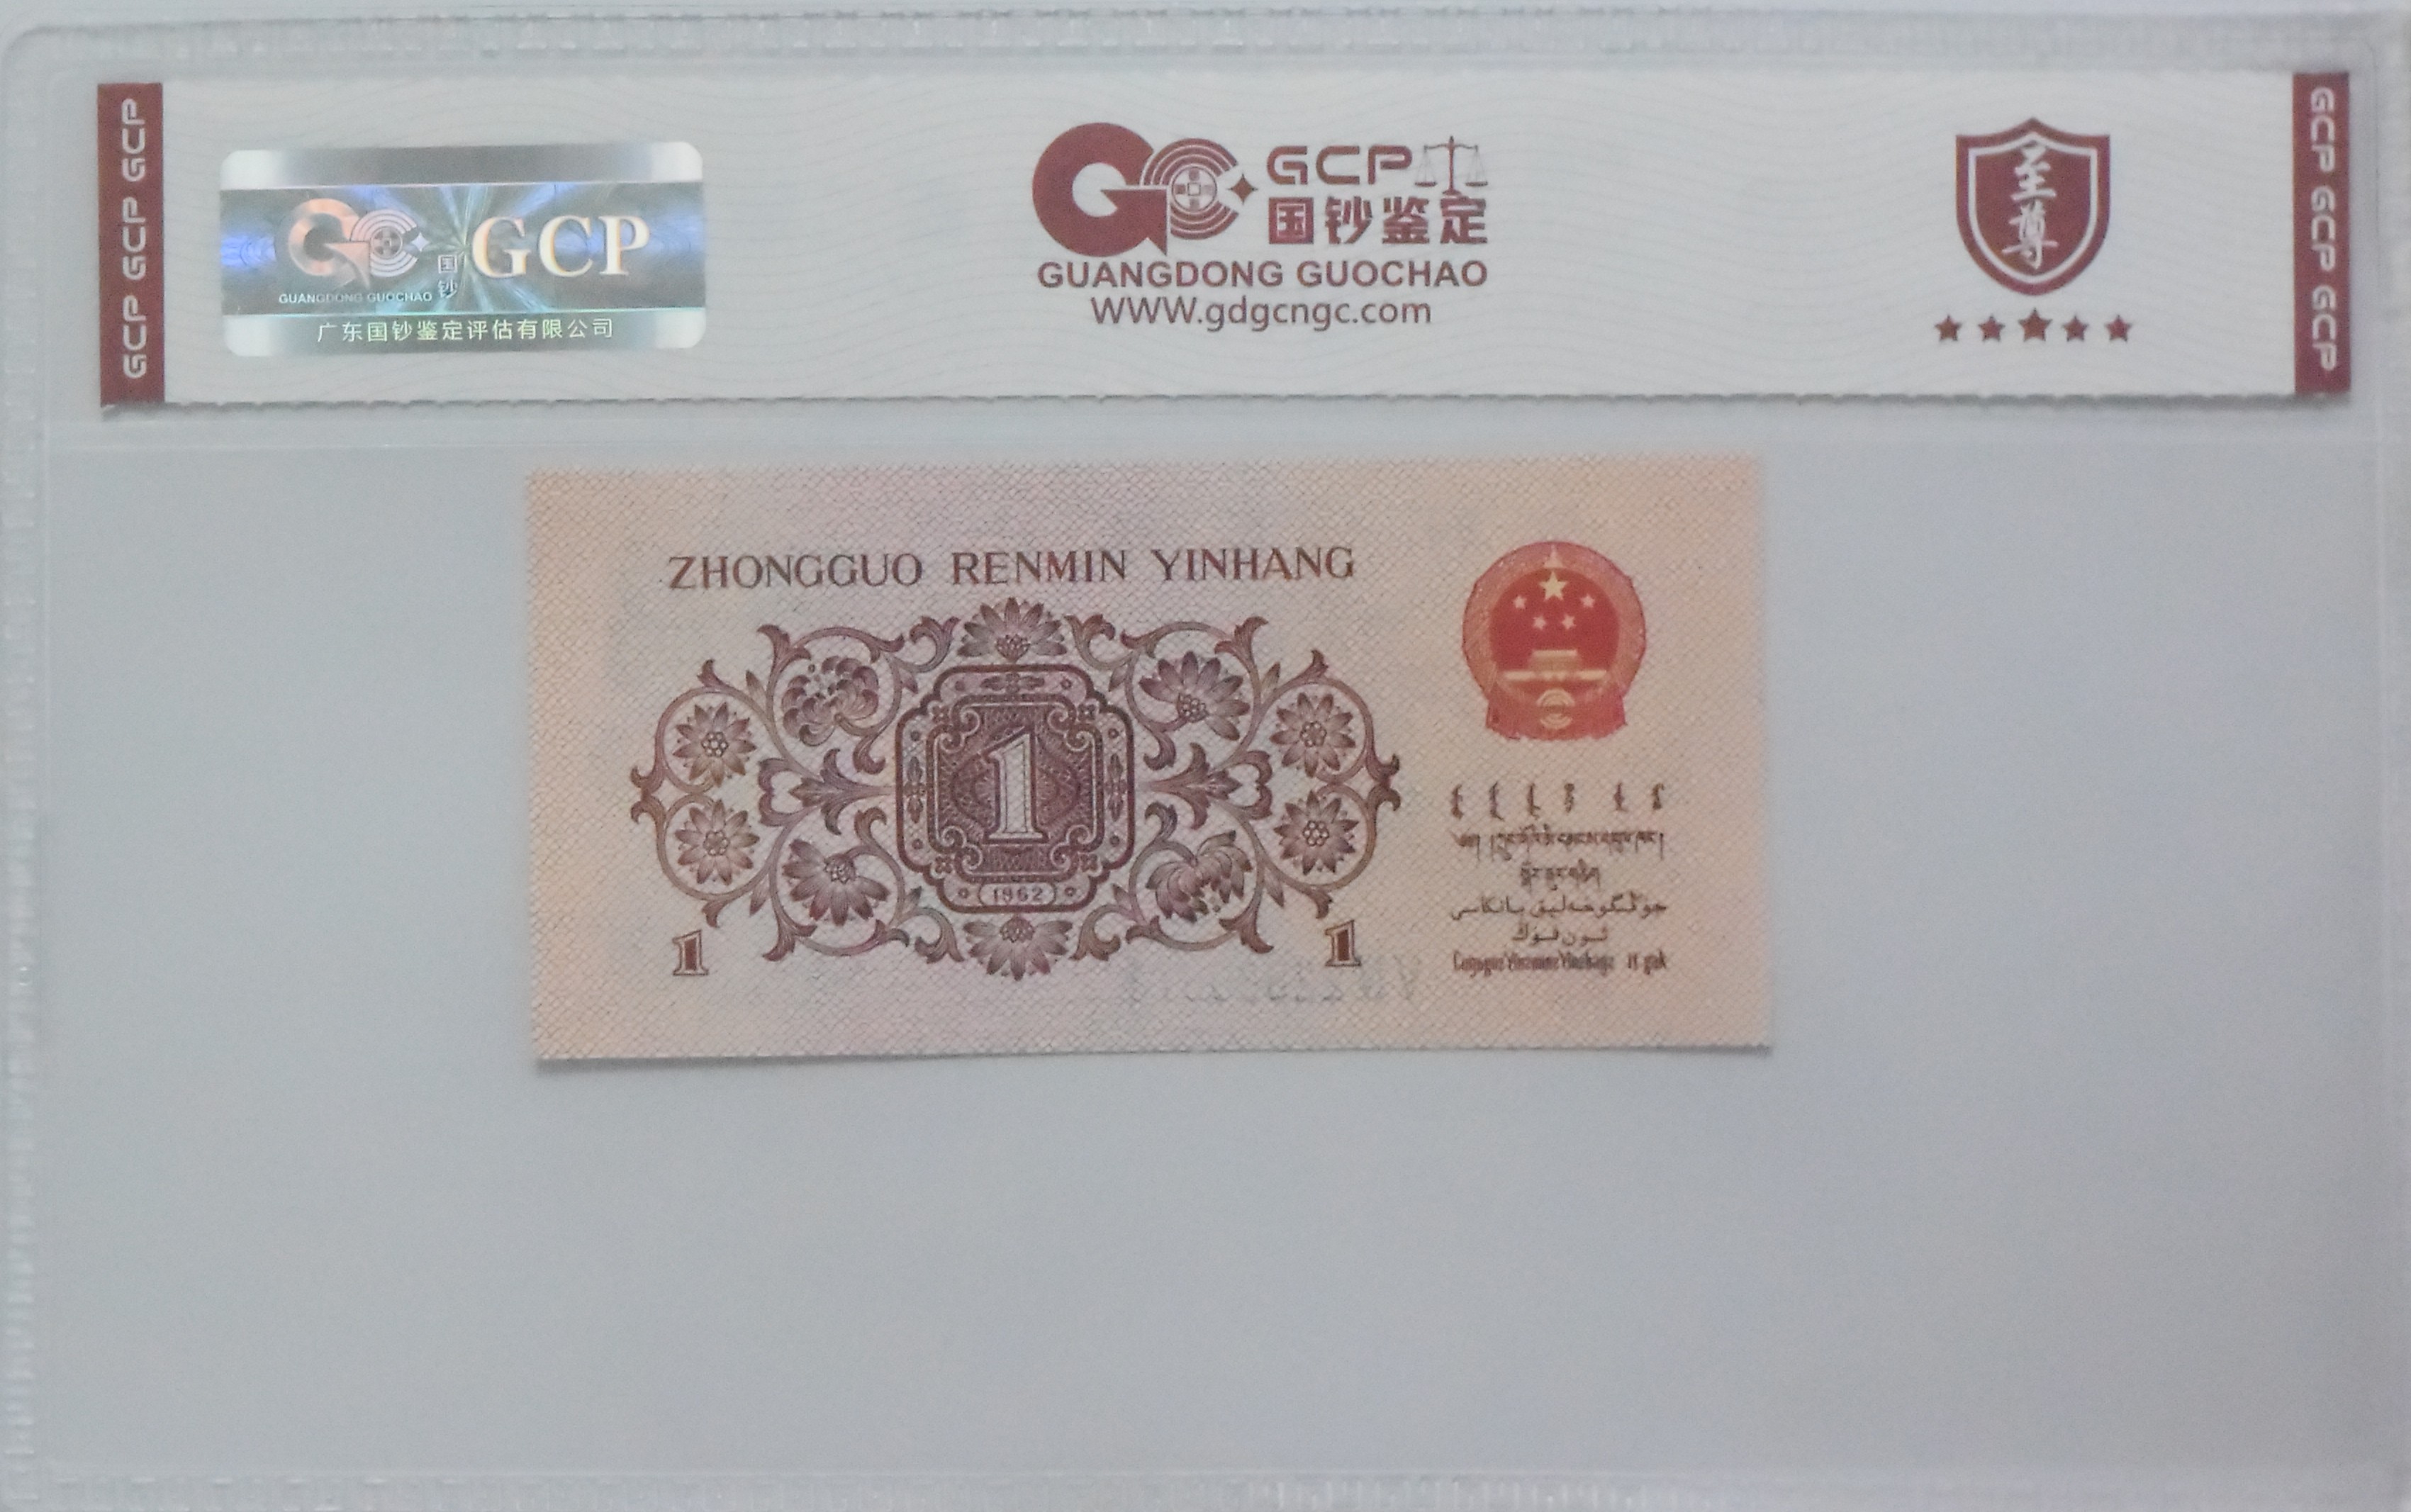 GCP GCP GCP
GUANGDONG GUOCHAO
国钞
GCP
广东国钞鉴定评估有限公司
GCP
国钞鉴定
GUANGDONG GUOCHAO
WWW.gdgcngc.com
至尊
GCP GCP GCP
ZHONGGUO RENMIN YINHANG
1
1962
1
1